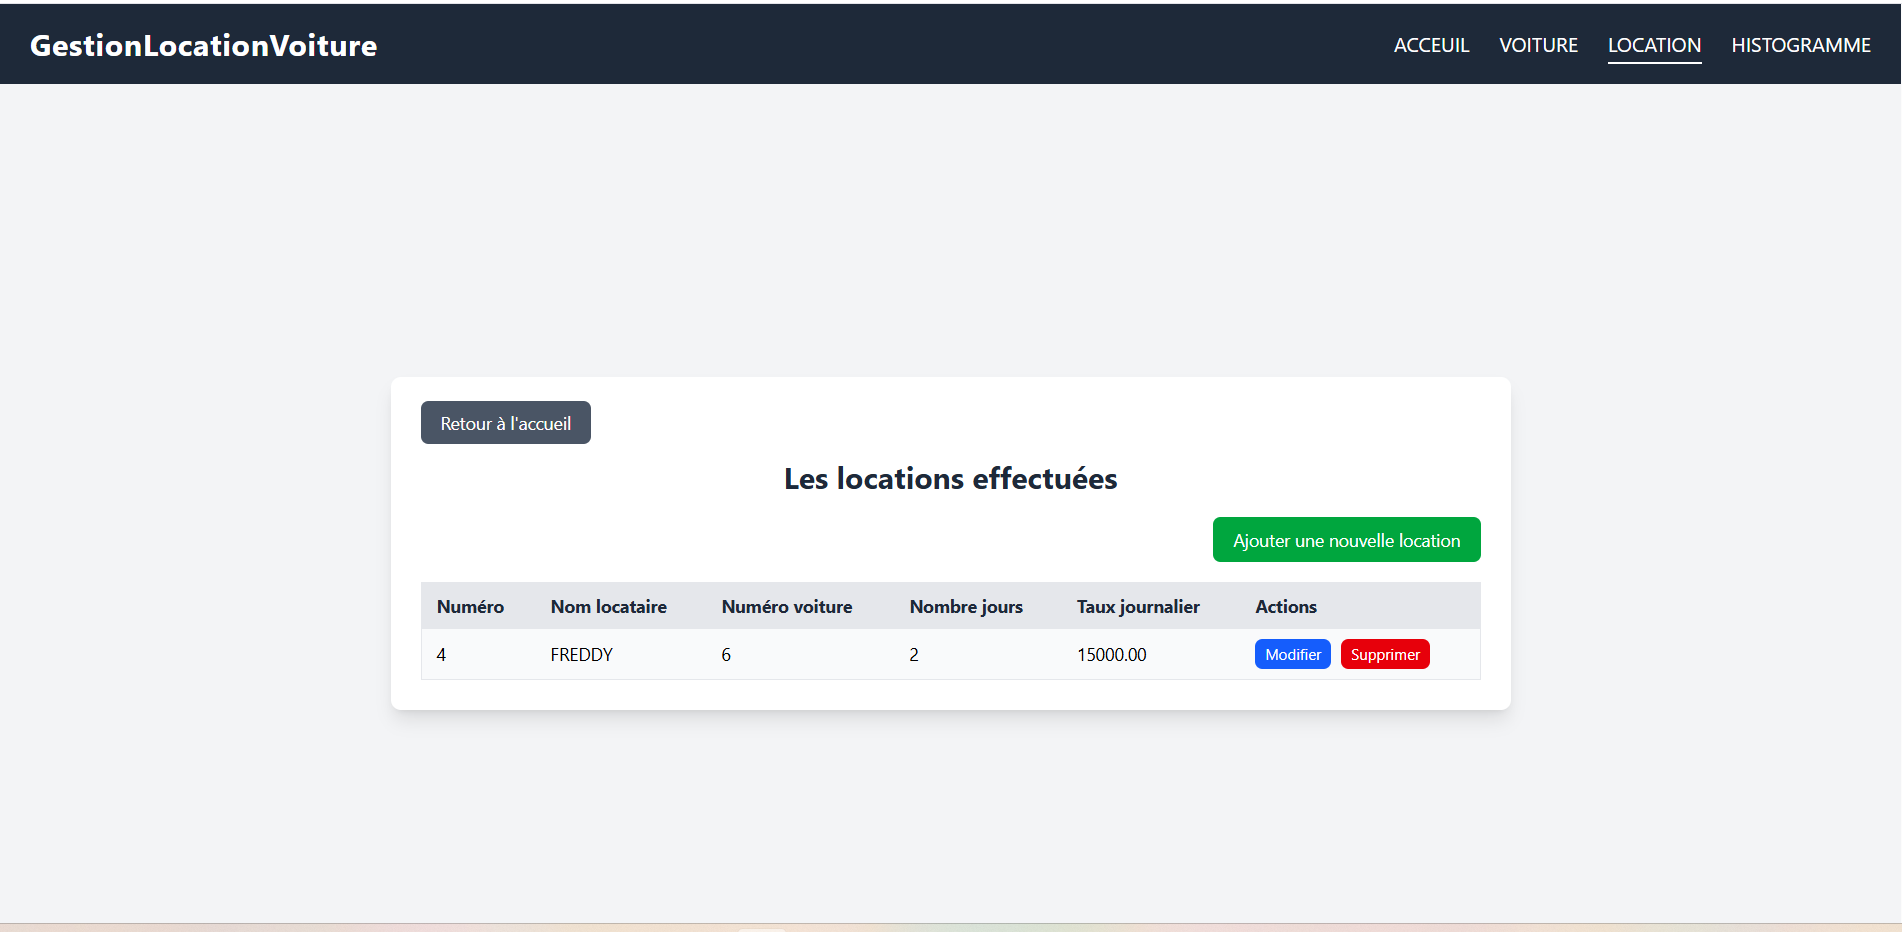 GestionLocationVoiture
ACCEUIL VOITURE LOCATION HISTOGRAMME
Retour à l'accueil
Les locations effectuées
Ajouter une nouvelle location
Numéro Nom locataire Numéro voiture Nombre jours Taux journalier Actions
4 FREDDY 6 2 15000.00 Modifier Supprimer